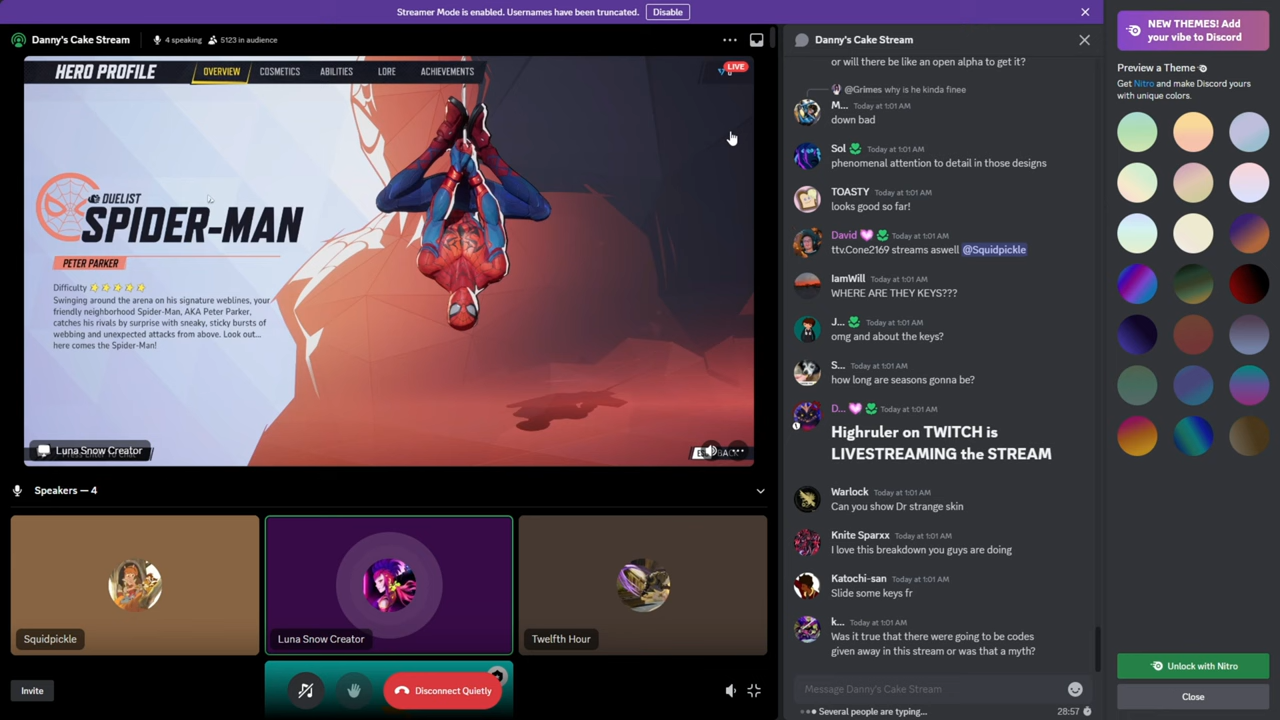 Streamer Mode is enabled. Usernames have been truncated.
Disable
Danny's Cake Stream
4 speaking
5123 in audience
HERO PROFILE
OVERVIEW
COSMETICS
ABILITIES
LORE
ACHIEVEMENTS
LIVE
DUELIST
SPIDER-MAN
PETER PARKER
Difficulty
Swinging around the arena on his signature weblines, your
friendly neighborhood Spider-Man, AKA Peter Parker,
catches his rivals by surprise with sneaky, sticky bursts of
webbing and unexpected attacks from above. Look out...
here comes the Spider-Man!
Luna Snow Creator
Speakers — 4
Squidpickle
Luna Snow Creator
Twelfth Hour
Invite
Disconnect Quietly
Danny's Cake Stream
or will there be like an open alpha to get it?
@Grimes why is he kinda finee
M... Today at 1:01 AM
down bad
Sol Today at 1:01 AM
phenomenal attention to detail in those designs
TOASTY Today at 1:01 AM
looks good so far!
David Today at 1:01 AM
ttv.Cone2169 streams aswell @Squidpickle
IamWill Today at 1:01 AM
WHERE ARE THEY KEYS???
J... Today at 1:01 AM
omg and about the keys?
S... Today at 1:01 AM
how long are seasons gonna be?
D... Today at 1:01 AM
Highruler on TWITCH is
LIVESTREAMING the STREAM
Warlock Today at 1:01 AM
Can you show Dr strange skin
Knite Sparxx Today at 1:01 AM
I love this breakdown you guys are doing
Katochi-san Today at 1:01 AM
Slide some keys fr
k... Today at 1:01 AM
Was it true that there were going to be codes
given away in this stream or was that a myth?
Message Danny's Cake Stream
Several people are typing...
28:57
NEW THEMES! Add
your vibe to Discord
Preview a Theme
Get Nitro and make Discord yours
with unique colors.
Unlock with Nitro
Close